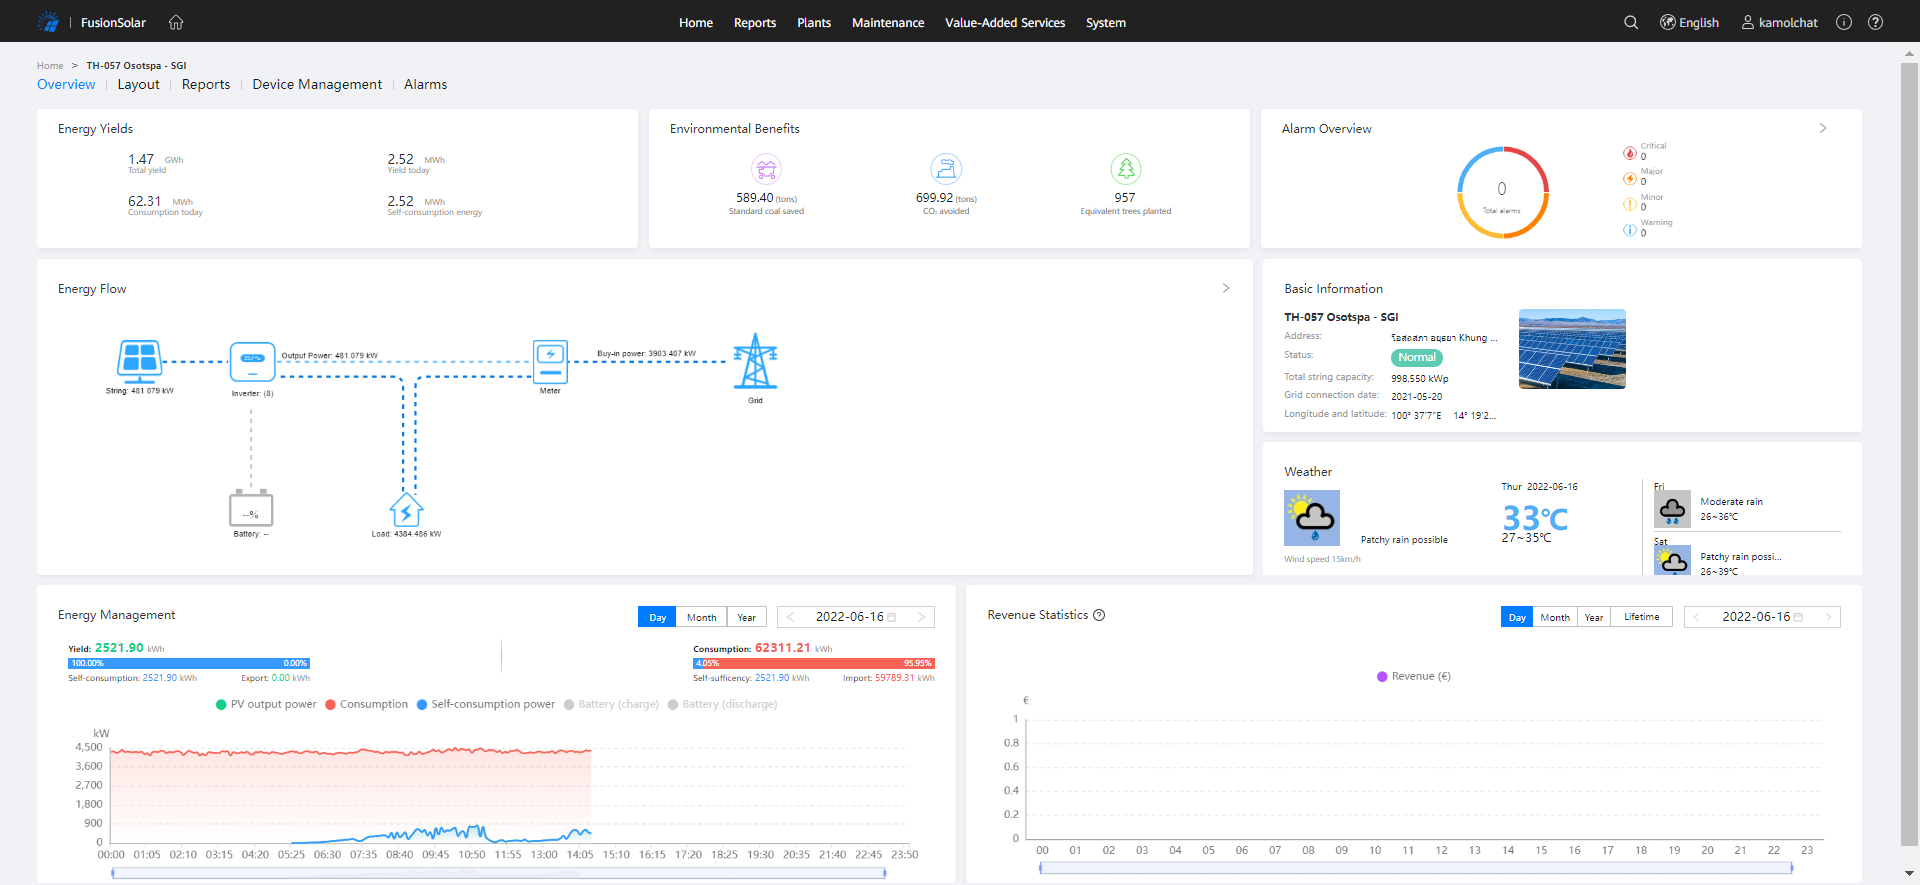 FusionSolar
Home Reports Plants Maintenance Value-Added Services System
English kamolchat
Home > TH-057 Osotspa - SGI
Overview Layout Reports Device Management Alarms
Energy Yields
1.47 GWh
Total yield
2.52 MWh
Yield today
62.31 MWh
Consumption today
2.52 MWh
Self-consumption energy
Environmental Benefits
589.40 (tons)
Standard coal saved
699.92 (tons)
CO₂ avoided
957
Equivalent trees planted
Alarm Overview
0
Total alarms
Critical
0
Major
0
Minor
0
Warning
0
Energy Flow
String: 481.079 kW
Inverter: (8)
Output Power: 481.079 kW
Meter
Buy-in power: 3903.407 kW
Grid
--%
Battery: --
Load: 4384.486 kW
Basic Information
TH-057 Osotspa - SGI
Address: โอสถสภา อยุธยา Khung ...
Status: Normal
Total string capacity: 998.550 kWp
Grid connection date: 2021-05-20
Longitude and latitude: 100° 37'7"E 14° 19'2...
Weather
Patchy rain possible
Wind speed 15km/h
Thur 2022-06-16
33℃
27~35℃
Fri
Moderate rain
26~36℃
Sat
Patchy rain possi...
26~39℃
Energy Management
Day Month Year
2022-06-16
Yield: 2521.90 kWh
100.00% 0.00%
Self-consumption: 2521.90 kWh Export: 0.00 kWh
Consumption: 62311.21 kWh
4.05% 95.95%
Self-sufficency: 2521.90 kWh Import: 59789.31 kWh
PV output power Consumption Self-consumption power Battery (charge) Battery (discharge)
kW
4,500
3,600
2,700
1,800
900
0
00:00 01:05 02:10 03:15 04:20 05:25 06:30 07:35 08:40 09:45 10:50 11:55 13:00 14:05 15:10 16:15 17:20 18:25 19:30 20:35 21:40 22:45 23:50
Revenue Statistics
Day Month Year Lifetime
2022-06-16
Revenue (€)
€
1
0.8
0.6
0.4
0.2
0
00 01 02 03 04 05 06 07 08 09 10 11 12 13 14 15 16 17 18 19 20 21 22 23